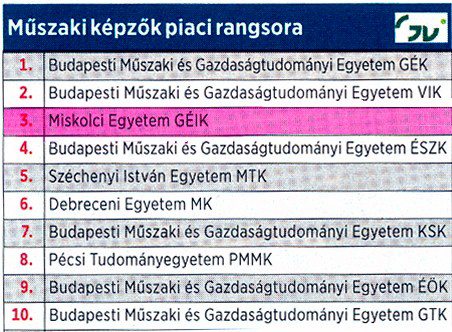 Műszaki képzők piaci rangsora
1. Budapesti Műszaki és Gazdaságtudományi Egyetem GÉK
2. Budapesti Műszaki és Gazdaságtudományi Egyetem VIK
3. Miskolci Egyetem GÉIK
4. Budapesti Műszaki és Gazdaságtudományi Egyetem ÉSZK
5. Széchenyi István Egyetem MTK
6. Debreceni Egyetem MK
7. Budapesti Műszaki és Gazdaságtudományi Egyetem KSK
8. Pécsi Tudományegyetem PMMK
9. Budapesti Műszaki és Gazdaságtudományi Egyetem ÉÖK
10. Budapesti Műszaki és Gazdaságtudományi Egyetem GTK